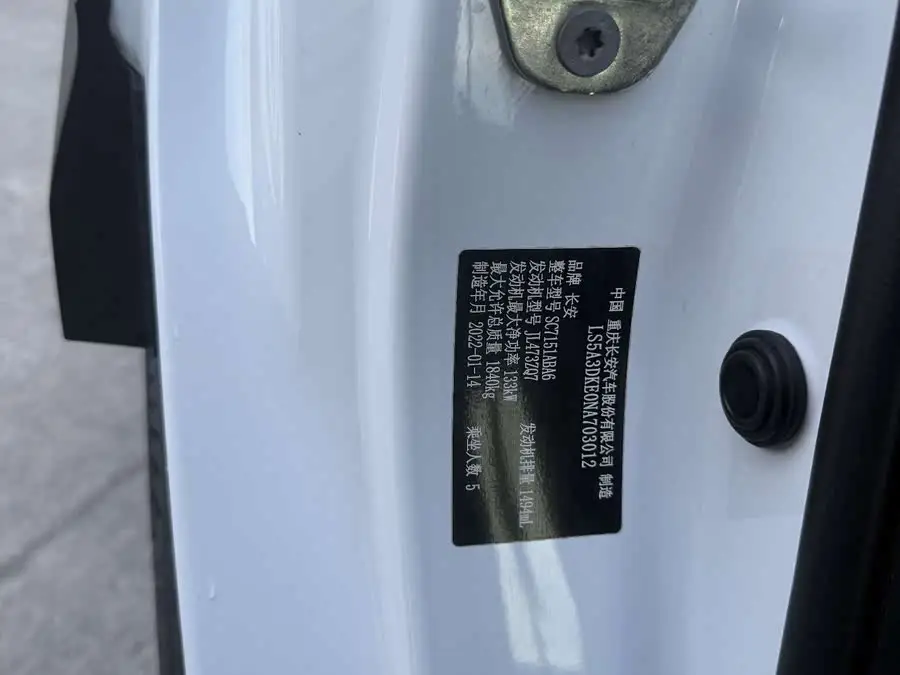 中国 重庆长安汽车股份有限公司 制造
LS5A3DKE0NA703012
品牌 长安
整车型号 SC7151ABA6
发动机型号 JL473ZQ7 发动机排量 1494mL
发动机最大净功率 133kW
最大允许总质量 1840kg
制造年月 2022-01-14 乘坐人数 5